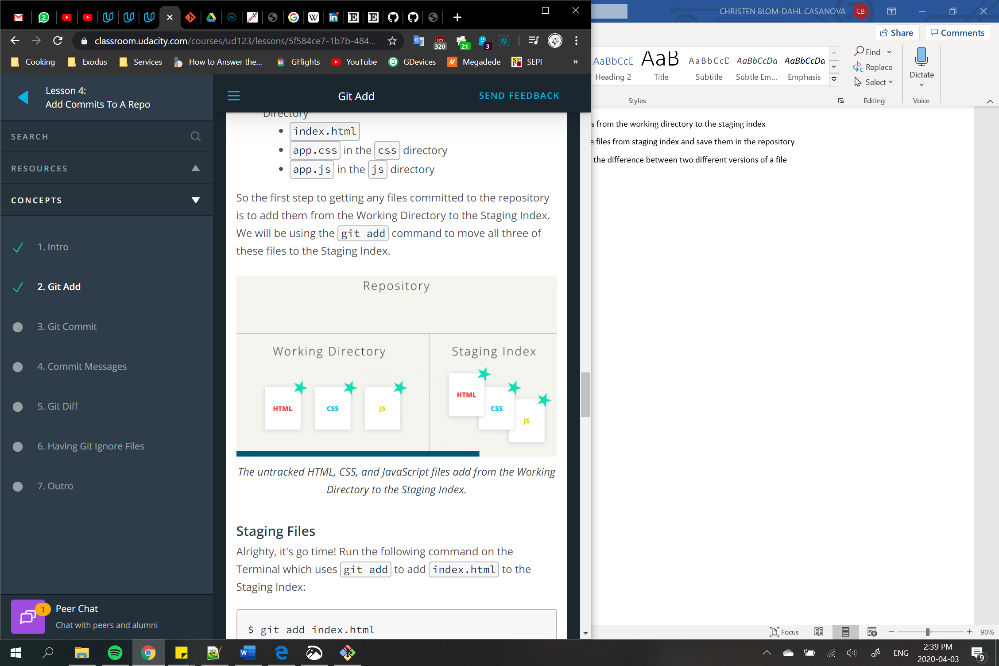 CHRISTEN BLOM-DAHL CASANOVA CB
classroom.udacity.com/courses/ud123/lessons/5f584ce7-1b7b-484...
320 21 3
Share Comments
Cooking Exodus Services How to Answer the... GFlights YouTube GDevices Megadede SEPI »
AaBbCcD AaB AaBbCcD AaBbCcDa AaBbCcDa
Heading 2 Title Subtitle Subtle Em... Emphasis
Styles
Find
Replace
Select
Editing
Dictate
Voice
Lesson 4:
Add Commits To A Repo
SEARCH
RESOURCES
CONCEPTS
1. Intro
2. Git Add
3. Git Commit
4. Commit Messages
5. Git Diff
6. Having Git Ignore Files
7. Outro
1
Peer Chat
Chat with peers and alumni
Git Add
SEND FEEDBACK
Directory
index.html
app.css in the css directory
app.js in the js directory
So the first step to getting any files committed to the repository
is to add them from the Working Directory to the Staging Index.
We will be using the git add command to move all three of
these files to the Staging Index.
Repository
Working Directory
Staging Index
HTML CSS JS
HTML CSS JS
The untracked HTML, CSS, and JavaScript files add from the Working
Directory to the Staging Index.
Staging Files
Alrighty, it's go time! Run the following command on the
Terminal which uses git add to add index.html to the
Staging Index:
$ git add index.html
s from the working directory to the staging index
e files from staging index and save them in the repository
the difference between two different versions of a file
Focus
90%
ENG
2:39 PM
2020-04-03
9